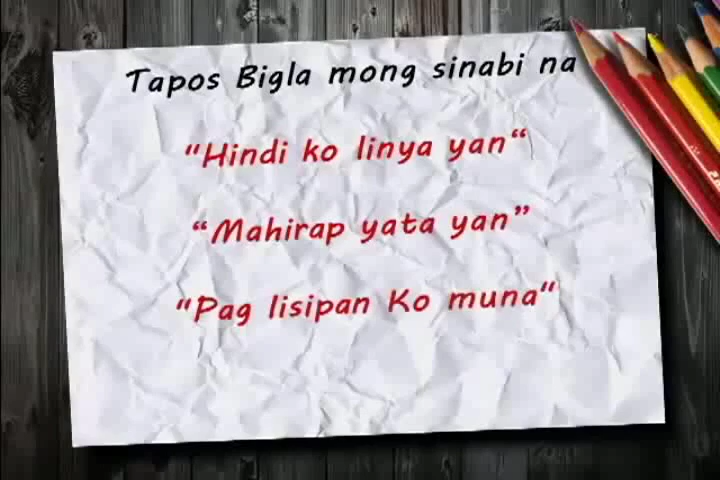 Tapos Bigla mong sinabi na
“Hindi ko linya yan“
“Mahirap yata yan”
“Pag lisipan Ko muna“